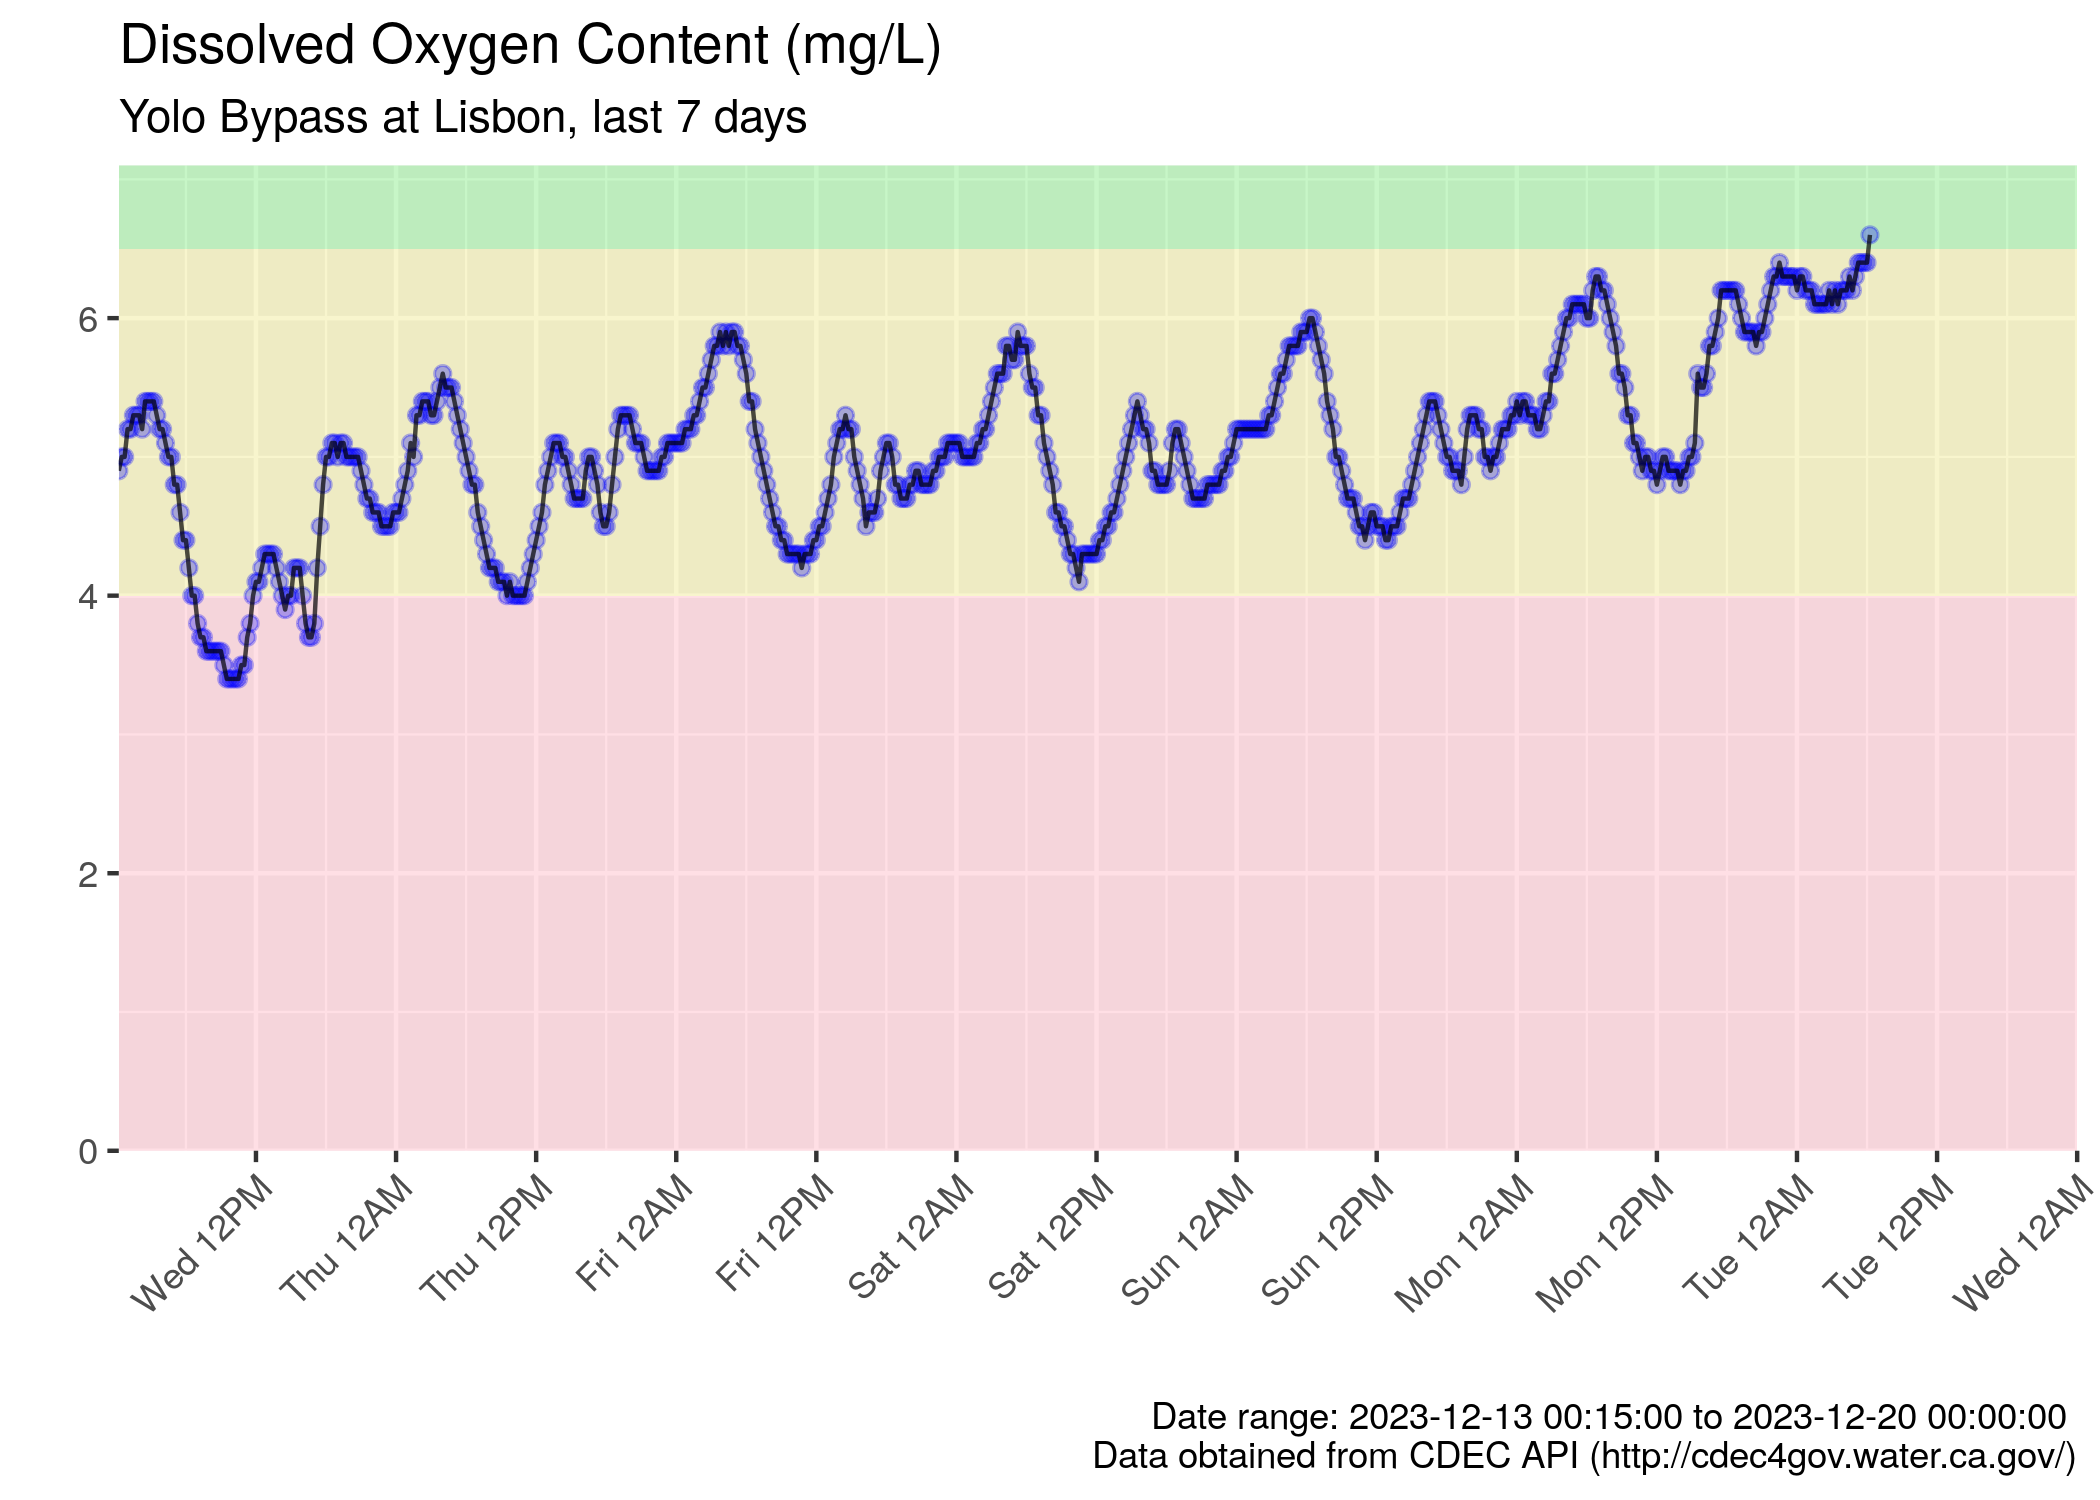 Dissolved Oxygen Content (mg/L)
Yolo Bypass at Lisbon, last 7 days
6
4
2
0
Wed 12PM
Thu 12AM
Thu 12PM
Fri 12AM
Fri 12PM
Sat 12AM
Sat 12PM
Sun 12AM
Sun 12PM
Mon 12AM
Mon 12PM
Tue 12AM
Tue 12PM
Wed 12AM
Date range: 2023-12-13 00:15:00 to 2023-12-20 00:00:00
Data obtained from CDEC API (http://cdec4gov.water.ca.gov/)